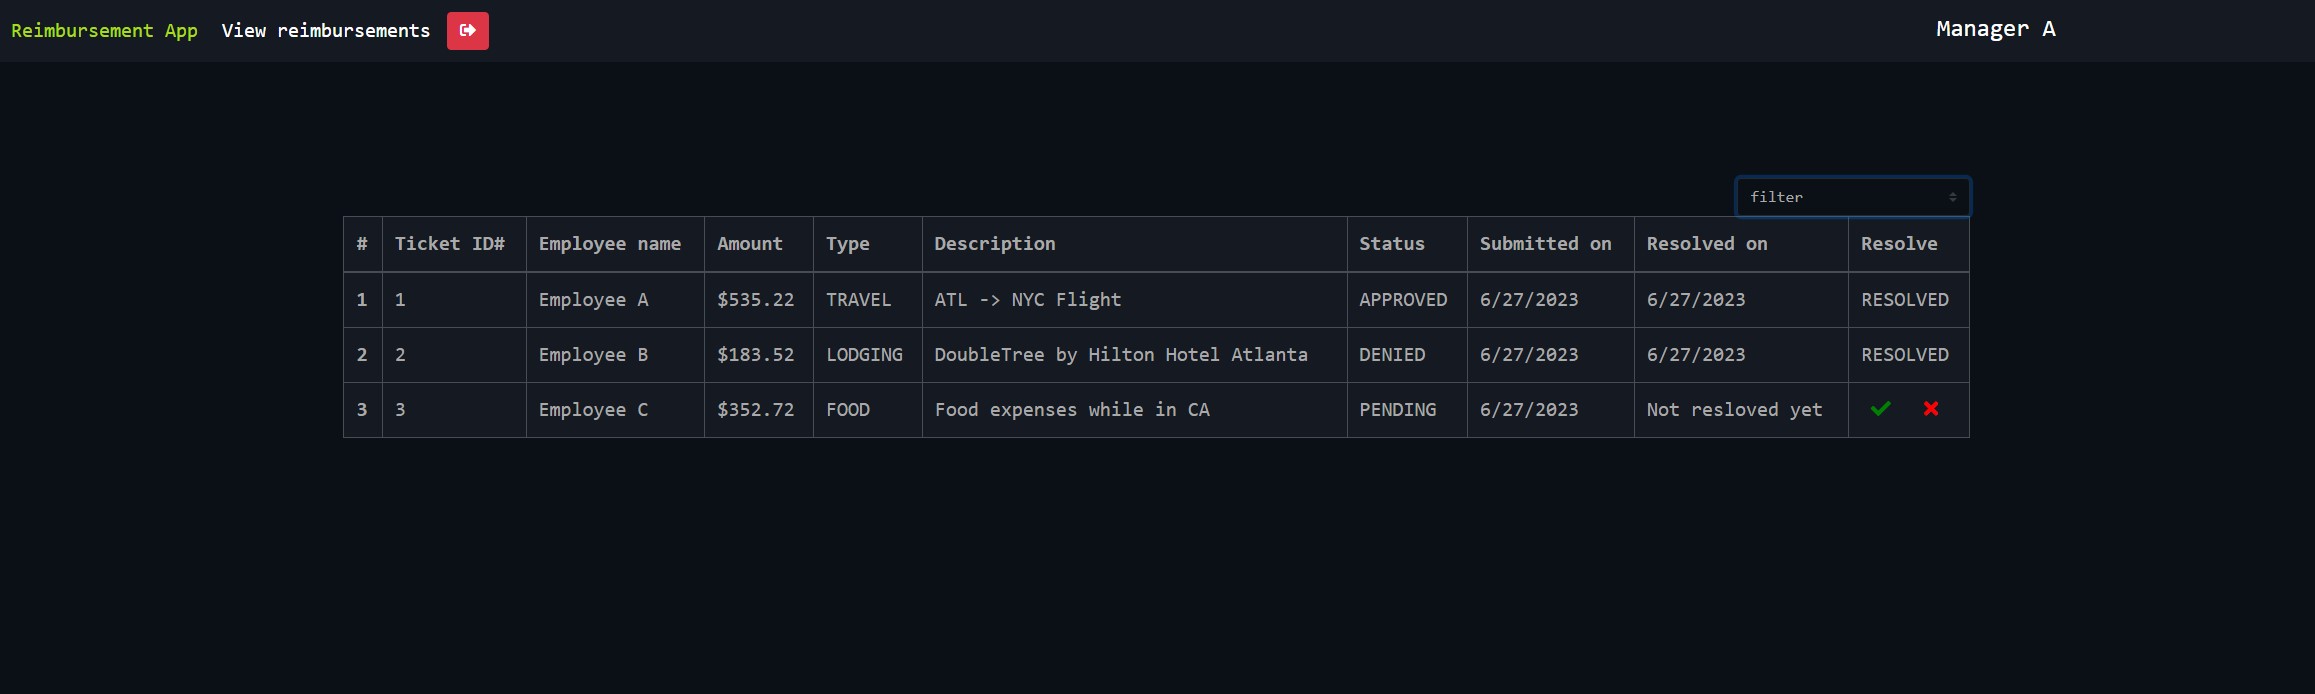 Reimbursement App View reimbursements Manager A
filter
# Ticket ID# Employee name Amount Type Description Status Submitted on Resolved on Resolve
1 1 Employee A $535.22 TRAVEL ATL -> NYC Flight APPROVED 6/27/2023 6/27/2023 RESOLVED
2 2 Employee B $183.52 LODGING DoubleTree by Hilton Hotel Atlanta DENIED 6/27/2023 6/27/2023 RESOLVED
3 3 Employee C $352.72 FOOD Food expenses while in CA PENDING 6/27/2023 Not resloved yet